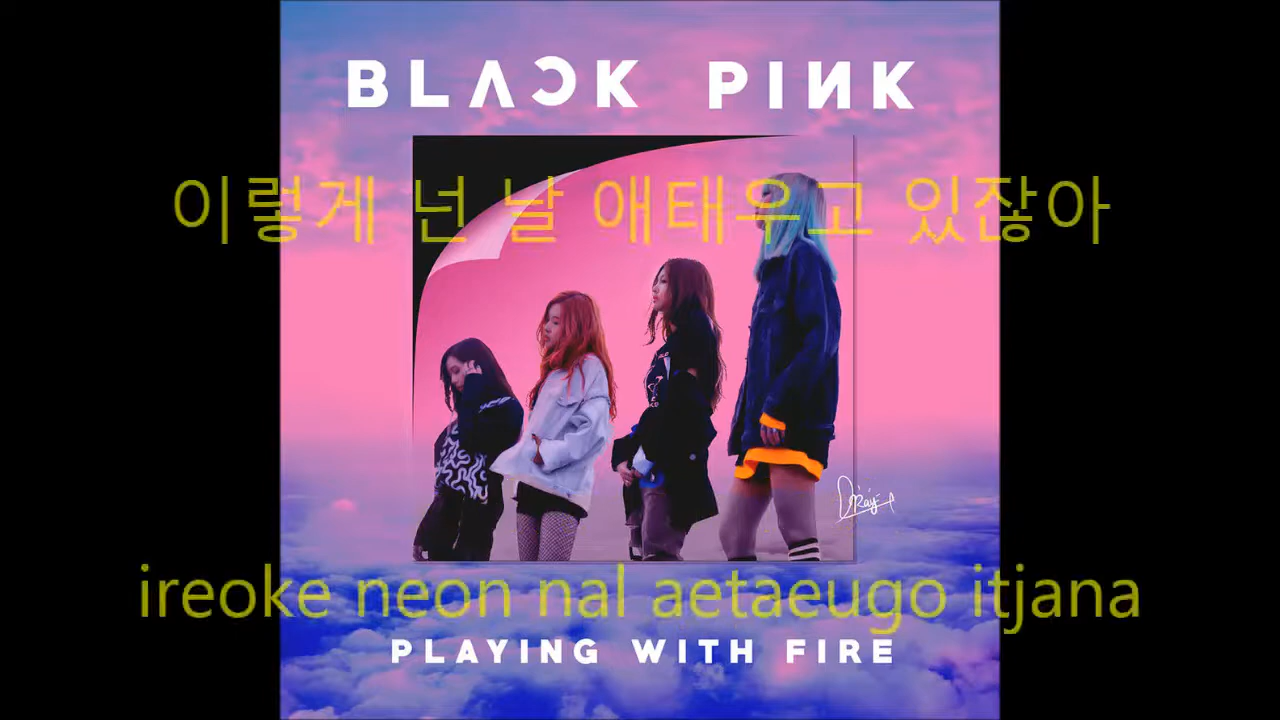 BLACK PINK
이렇게 넌 날 애태우고 있잖아
ireoke neon nal aetaeugo itjana
PLAYING WITH FIRE